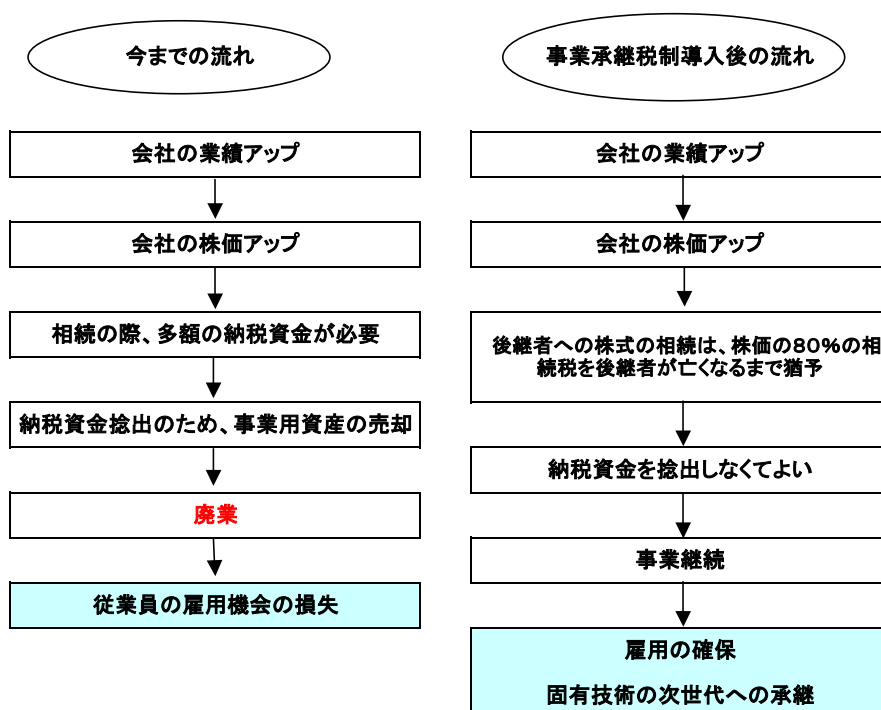 今までの流れ
会社の業績アップ
会社の株価アップ
相続の際、多額の納税資金が必要
納税資金捻出のため、事業用資産の売却
廃業
従業員の雇用機会の損失
事業承継税制導入後の流れ
会社の業績アップ
会社の株価アップ
後継者への株式の相続は、株価の80%の相
続税を後継者が亡くなるまで猶予
納税資金を捻出しなくてよい
事業継続
雇用の確保
固有技術の次世代への承継